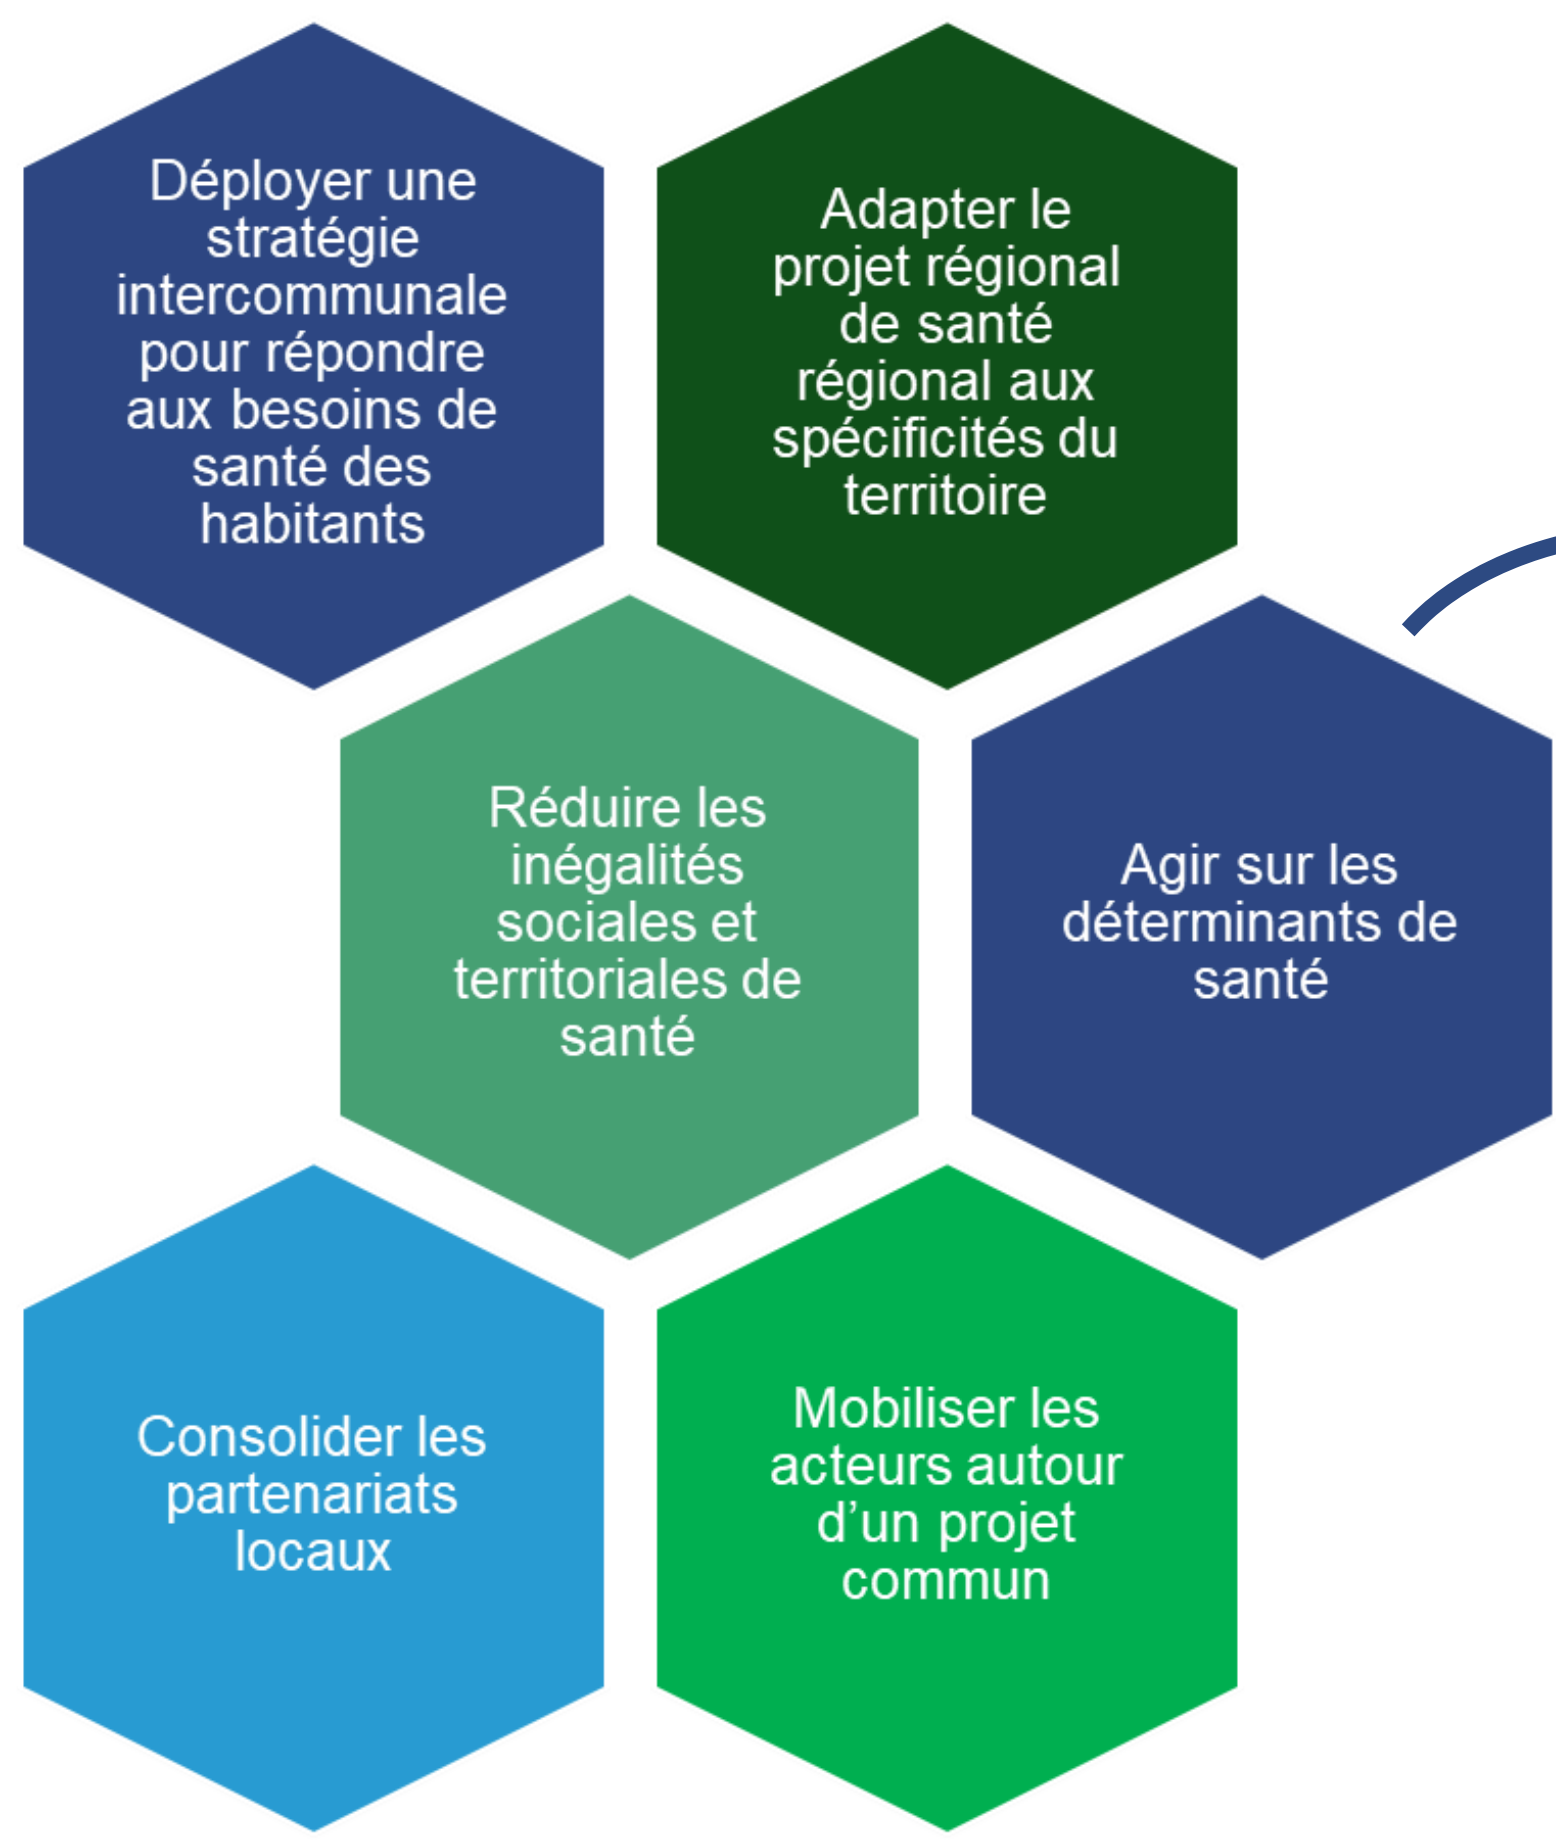 Déployer une
stratégie
intercommunale
pour répondre
aux besoins de
santé des
habitants
Adapter le
projet régional
de santé
régional aux
spécificités du
territoire
Réduire les
inégalités
sociales et
territoriales de
santé
Agir sur les
déterminants de
santé
Consolider les
partenariats
locaux
Mobiliser les
acteurs autour
d’un projet
commun